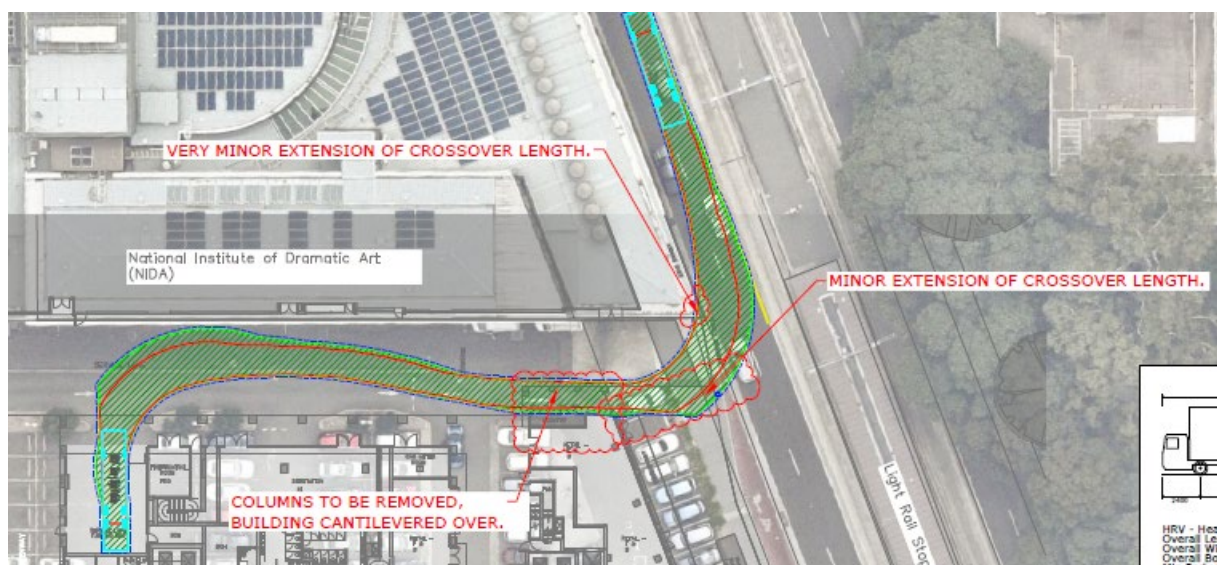 VERY MINOR EXTENSION OF CROSSOVER LENGTH.
National Institute of Dramatic Art
(NIDA)
MINOR EXTENSION OF CROSSOVER LENGTH.
COLUMNS TO BE REMOVED,
BUILDING CANTILEVERED OVER.
Light Rail Stop
HRV - Hea
Overall Le
Overall Wi
Overall Bo